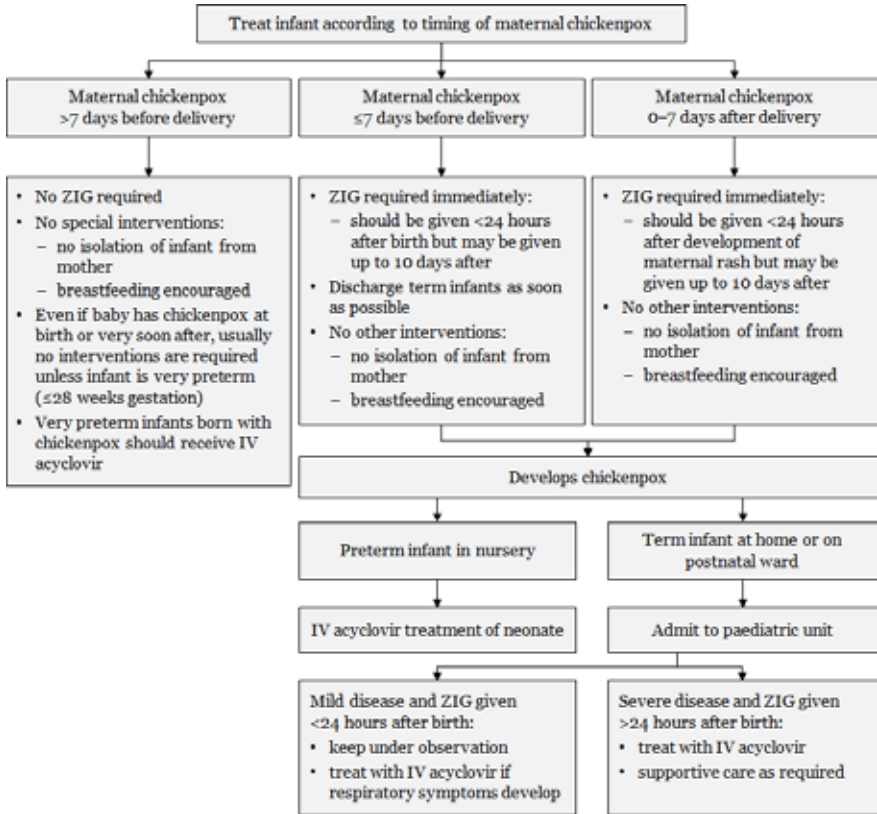 Treat infant according to timing of maternal chickenpox
Maternal chickenpox
>7 days before delivery
Maternal chickenpox
≤7 days before delivery
Maternal chickenpox
0–7 days after delivery
• No ZIG required
• No special interventions:
– no isolation of infant from
mother
– breastfeeding encouraged
• Even if baby has chickenpox at
birth or very soon after, usually
no interventions are required
unless infant is very preterm
(≤28 weeks gestation)
• Very preterm infants born with
chickenpox should receive IV
acyclovir
• ZIG required immediately:
– should be given <24 hours
after birth but may be given
up to 10 days after
• Discharge term infants as soon
as possible
• No other interventions:
– no isolation of infant from
mother
– breastfeeding encouraged
• ZIG required immediately:
– should be given <24 hours
after development of
maternal rash but may be
given up to 10 days after
• No other interventions:
– no isolation of infant from
mother
– breastfeeding encouraged
Develops chickenpox
Preterm infant in nursery
Term infant at home or on
postnatal ward
IV acyclovir treatment of neonate
Admit to paediatric unit
Mild disease and ZIG given
<24 hours after birth:
• keep under observation
• treat with IV acyclovir if
respiratory symptoms develop
Severe disease and ZIG given
>24 hours after birth:
• treat with IV acyclovir
• supportive care as required